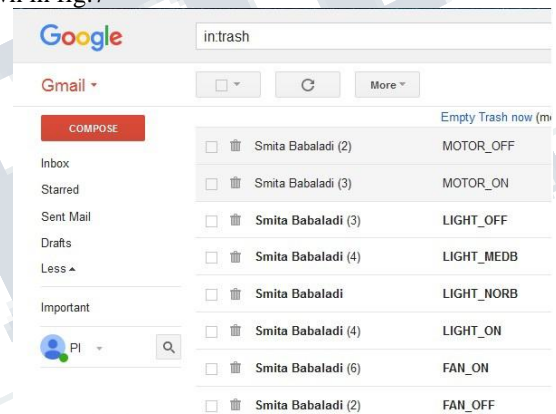 Google
in:trash
Gmail
More
Empty Trash now
COMPOSE
Smita Babaladi (2) MOTOR_OFF
Inbox
Smita Babaladi (3) MOTOR_ON
Starred
Sent Mail
Smita Babaladi (3) LIGHT_OFF
Drafts
Smita Babaladi (4) LIGHT_MEDB
Less
Smita Babaladi LIGHT_NORB
Important
Smita Babaladi (4) LIGHT_ON
PI
Smita Babaladi (6) FAN_ON
Smita Babaladi (2) FAN_OFF